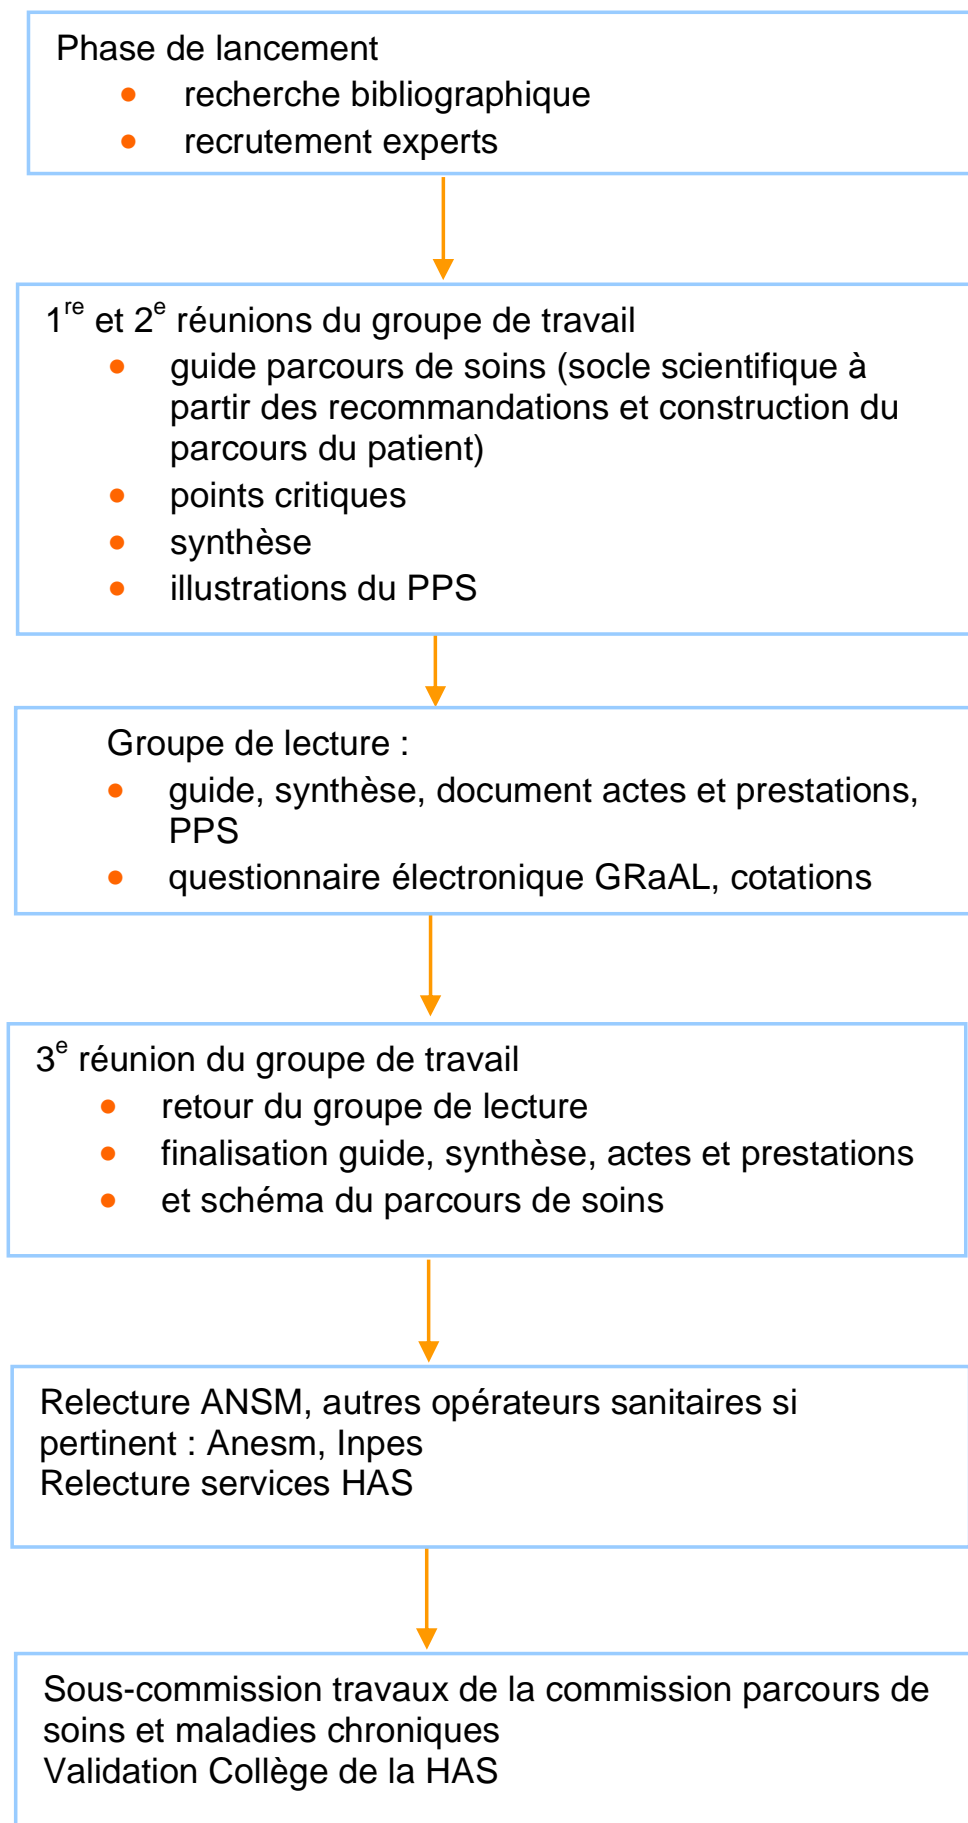 Phase de lancement
• recherche bibliographique
• recrutement experts
1re et 2e réunions du groupe de travail
• guide parcours de soins (socle scientifique à
partir des recommandations et construction du
parcours du patient)
• points critiques
• synthèse
• illustrations du PPS
Groupe de lecture :
• guide, synthèse, document actes et prestations,
PPS
• questionnaire électronique GRaAL, cotations
3e réunion du groupe de travail
• retour du groupe de lecture
• finalisation guide, synthèse, actes et prestations
• et schéma du parcours de soins
Relecture ANSM, autres opérateurs sanitaires si
pertinent : Anesm, Inpes
Relecture services HAS
Sous-commission travaux de la commission parcours de
soins et maladies chroniques
Validation Collège de la HAS